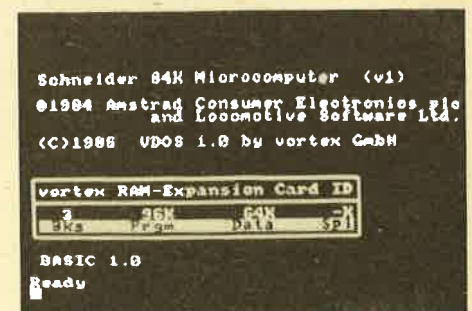 Schneider 64K Microcomputer (v1)
©1984 Amstrad Consumer Electronics plc
and Locomotive Software Ltd.
(C)1986 VDOS 1.0 by vortex GmbH
vortex RAM-Expansion Card ID
3 96K 64K -K
Bks Prgm Data Spl
BASIC 1.0
Ready